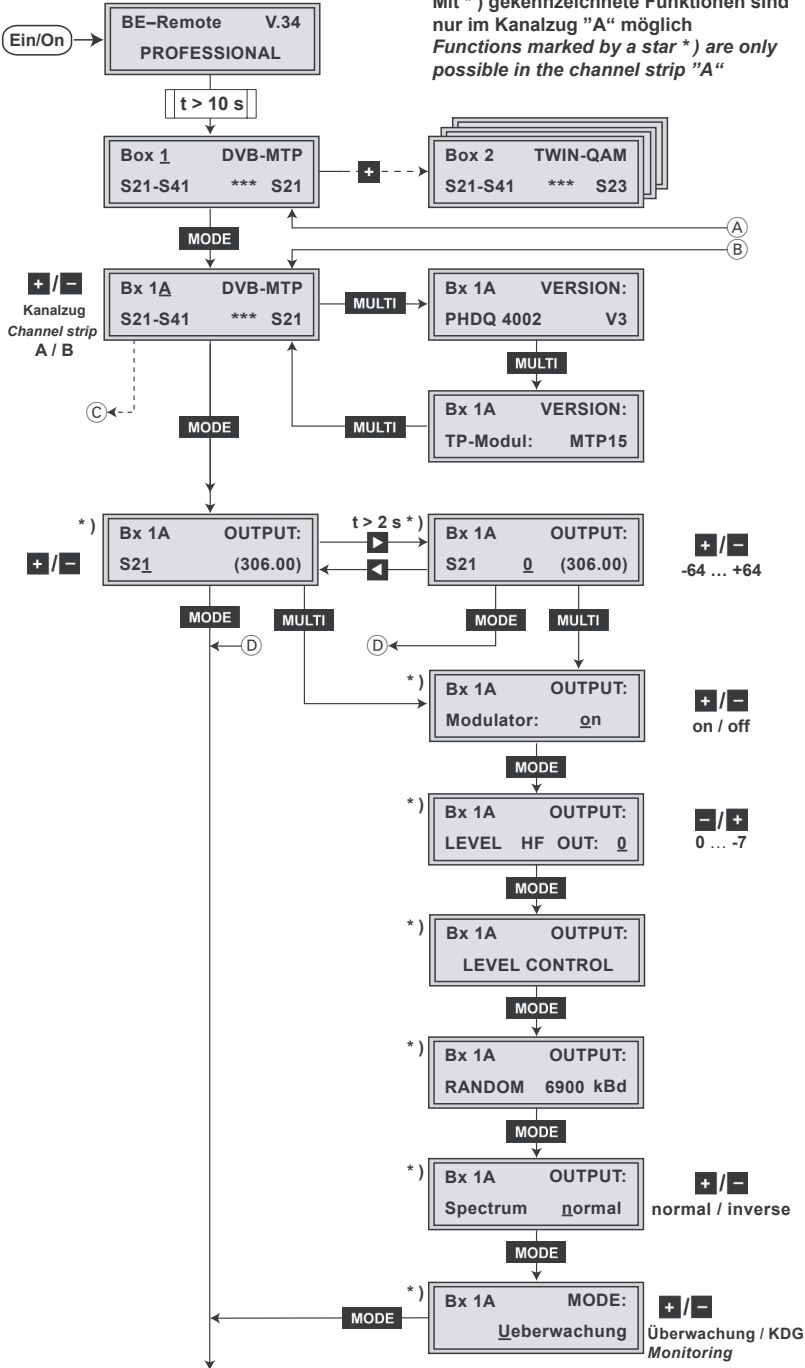 Mit * ) gekennzeichnete Funktionen sind
nur im Kanalzug ”A“ möglich
Functions marked by a star * ) are only
possible in the channel strip ”A“
Ein/On
BE–Remote V.34
PROFESSIONAL
t > 10 s
Box 1 DVB-MTP
S21-S41 *** S21
+
Box 2 TWIN-QAM
S21-S41 *** S23
A
MODE
B
+/−
Kanalzug
Channel strip
A / B
Bx 1A DVB-MTP
S21-S41 *** S21
MULTI
Bx 1A VERSION:
PHDQ 4002 V3
MULTI
C
MODE
MULTI
Bx 1A VERSION:
TP-Modul: MTP15
* )
+/−
Bx 1A OUTPUT:
S21 (306.00)
t > 2 s * )
Bx 1A OUTPUT:
S21 0 (306.00)
+/−
-64 … +64
MODE
MULTI
MODE
MULTI
D
D
* )
Bx 1A OUTPUT:
Modulator: on
+/−
on / off
MODE
* )
Bx 1A OUTPUT:
LEVEL HF OUT: 0
−/+
0 … -7
MODE
* )
Bx 1A OUTPUT:
LEVEL CONTROL
MODE
* )
Bx 1A OUTPUT:
RANDOM 6900 kBd
MODE
* )
Bx 1A OUTPUT:
Spectrum normal
+/−
normal / inverse
MODE
* )
Bx 1A MODE:
Ueberwachung
+/−
Überwachung / KDG
Monitoring
MODE